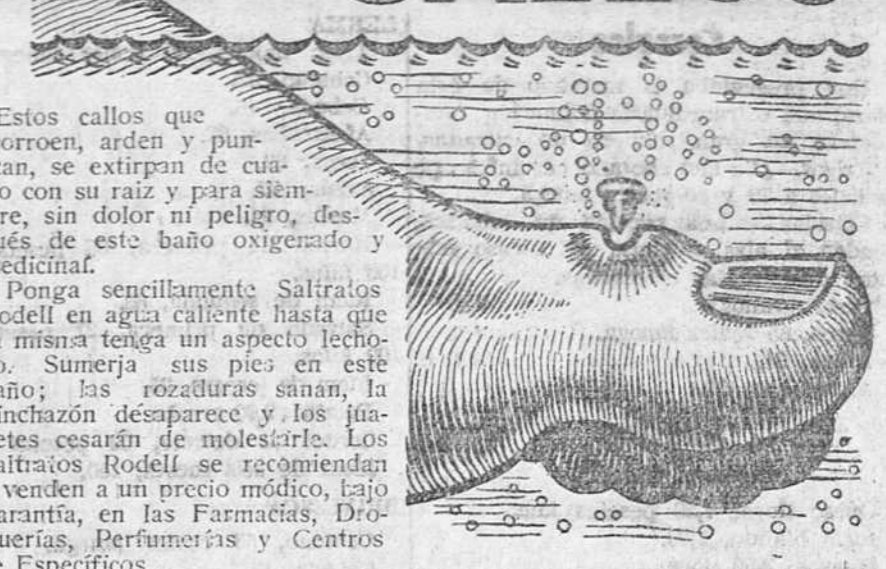 Estos callos que
orroen, arden y pun-
zan, se extirpan de cua-
o con su raiz y para siem-
re, sin dolor ni peligro, des-
ués de este baño oxigenado y
edicinal.
Ponga sencillamente Saltratos
odell en agua caliente hasta que
a misma tenga un aspecto lecho-
o. Sumerja sus pies en este
año; las rozaduras sanan, la
inchazón desaparece y los jua-
etes cesarán de molestarle. Los
altratos Rodell se recomiendan
venden a un precio módico, bajo
arantía, en las Farmacias, Dro-
uerías, Perfumerías y Centros
e Específicos